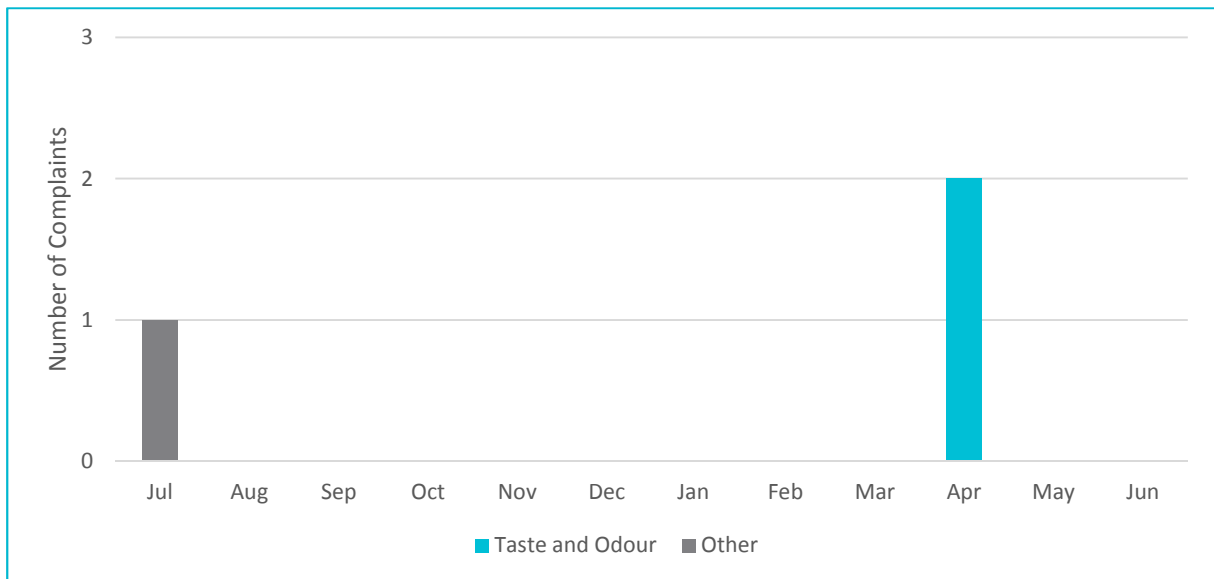 3
2
1
0
Number of Complaints
Jul Aug Sep Oct Nov Dec Jan Feb Mar Apr May Jun
Taste and Odour Other